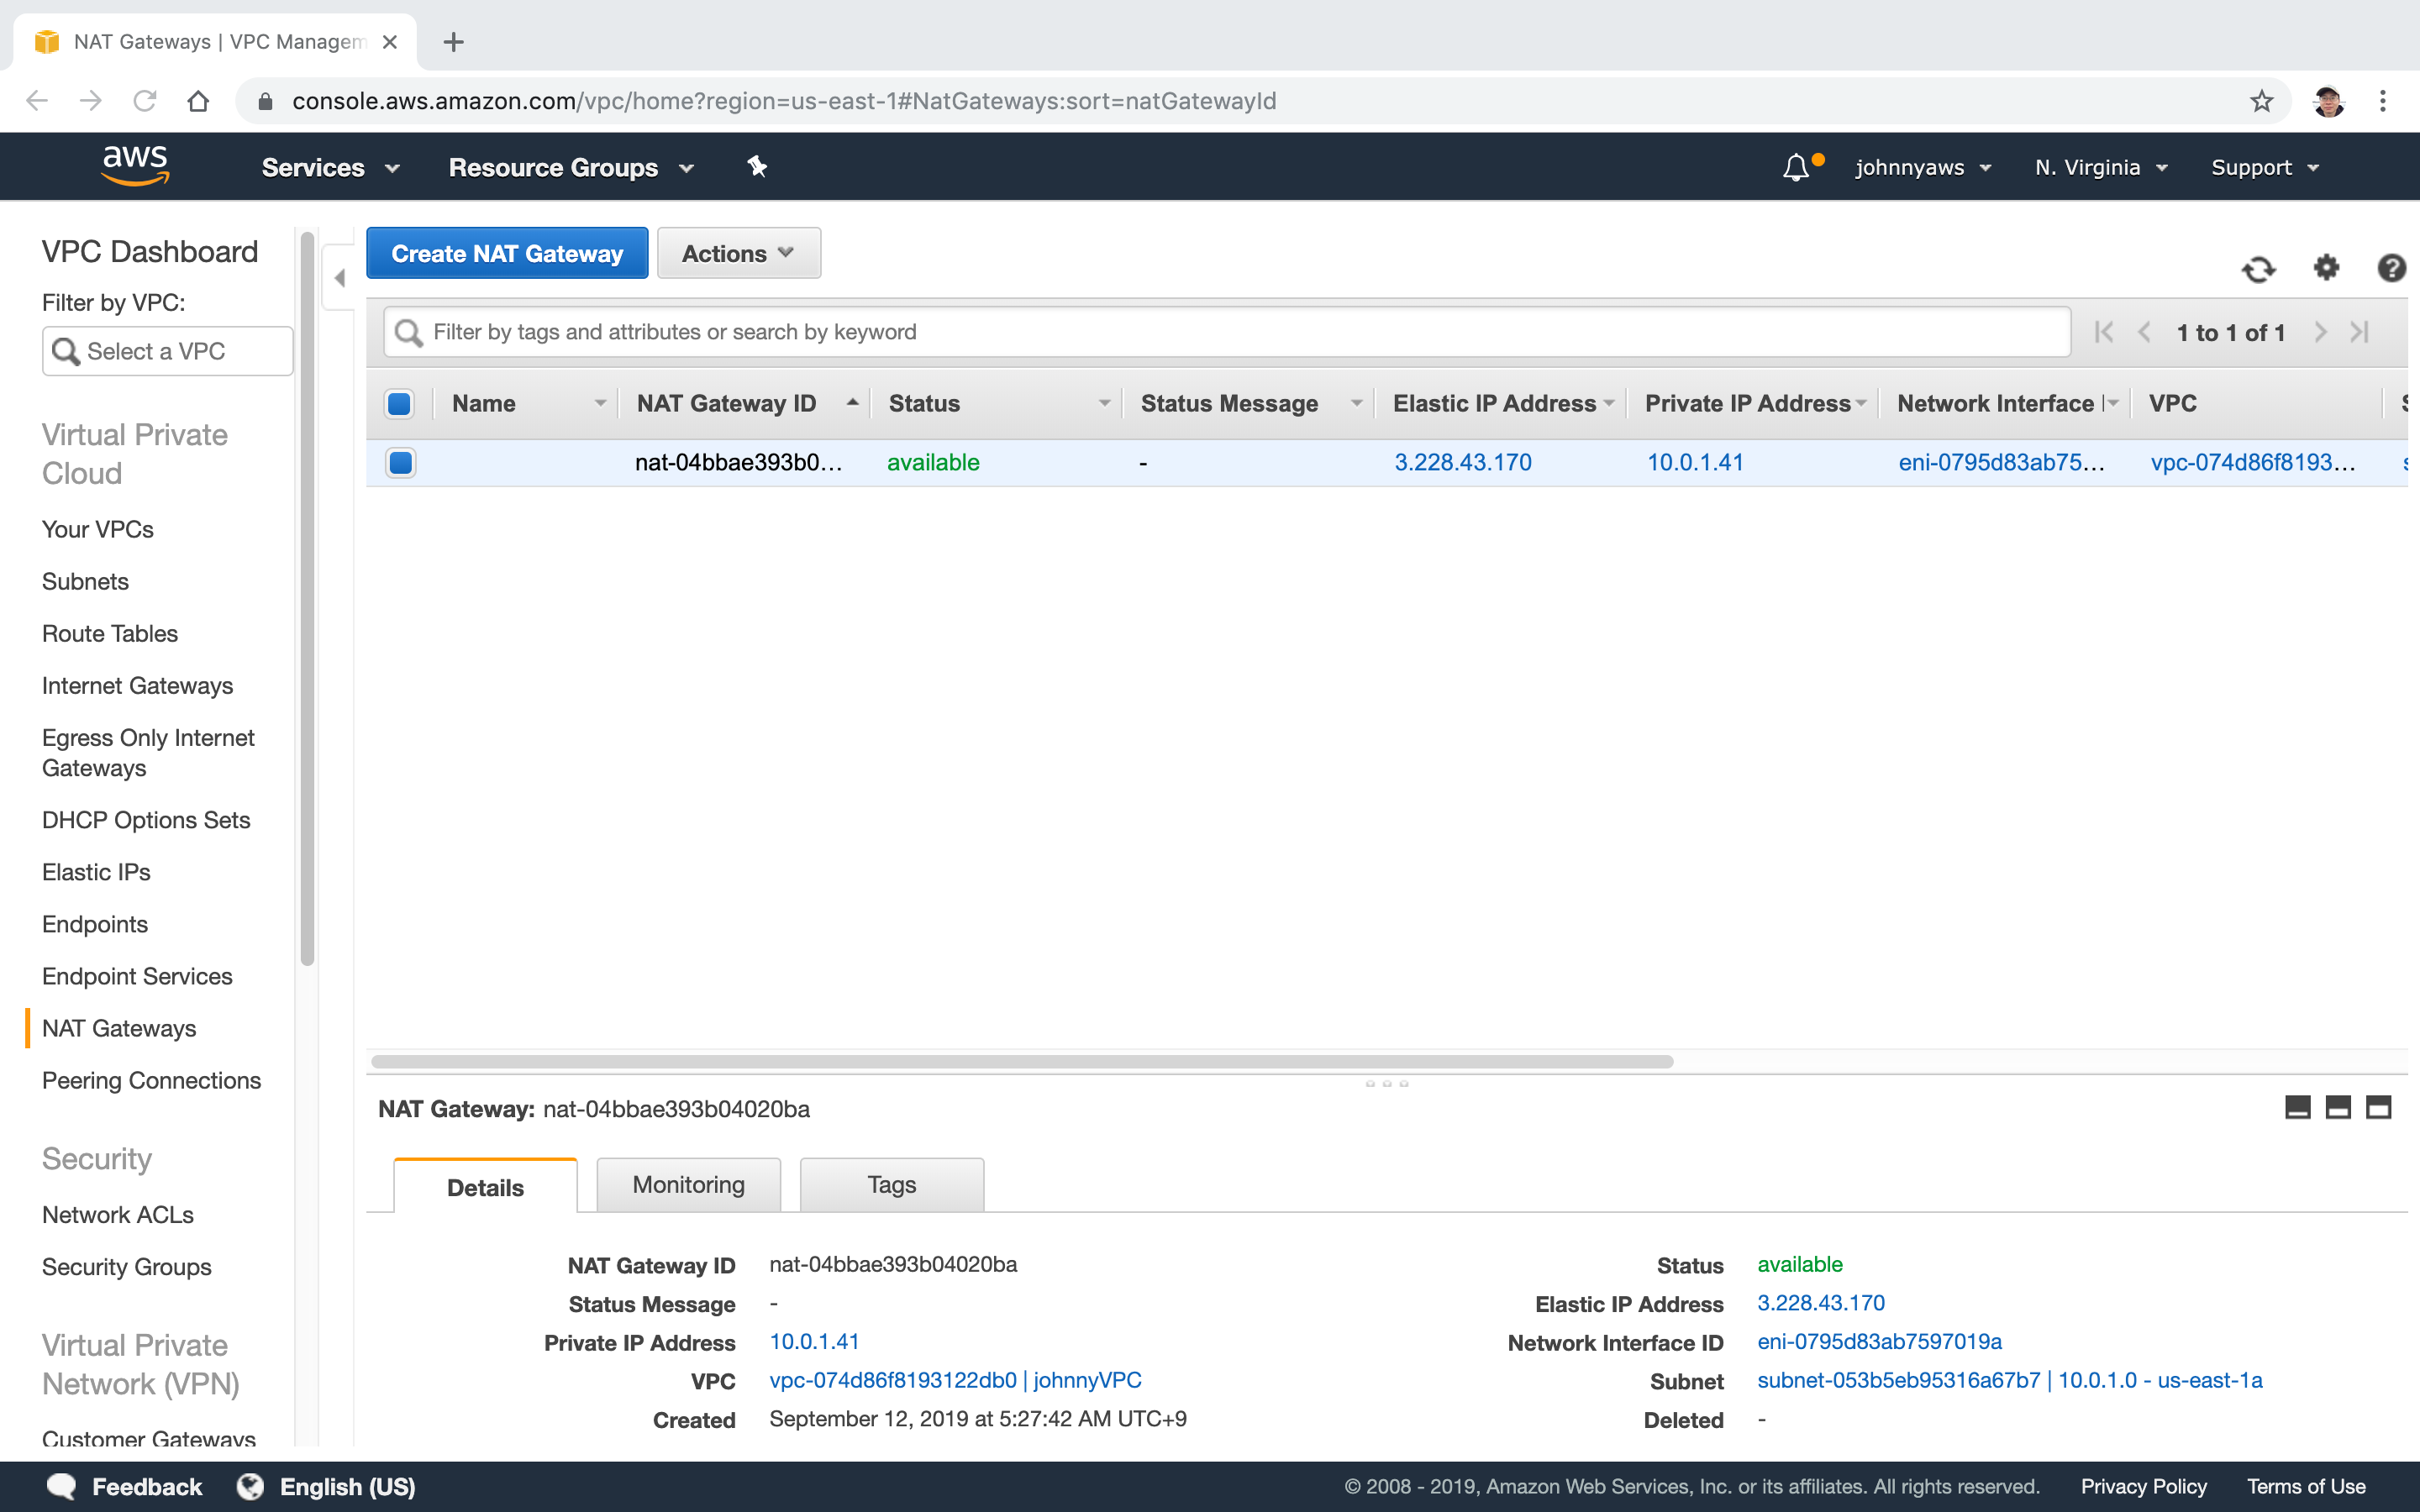 NAT Gateways | VPC Managem
console.aws.amazon.com/vpc/home?region=us-east-1#NatGateways:sort=natGatewayId
aws Services Resource Groups johnnyaws N. Virginia Support
VPC Dashboard
Filter by VPC:
Select a VPC
Virtual Private
Cloud
Your VPCs
Subnets
Route Tables
Internet Gateways
Egress Only Internet
Gateways
DHCP Options Sets
Elastic IPs
Endpoints
Endpoint Services
NAT Gateways
Peering Connections
Security
Network ACLs
Security Groups
Virtual Private
Network (VPN)
Customer Gateways
Create NAT Gateway Actions
Filter by tags and attributes or search by keyword 1 to 1 of 1
Name NAT Gateway ID Status Status Message Elastic IP Address Private IP Address Network Interface VPC
nat-04bbae393b0... available - 3.228.43.170 10.0.1.41 eni-0795d83ab75... vpc-074d86f8193...
NAT Gateway: nat-04bbae393b04020ba
Details Monitoring Tags
NAT Gateway ID nat-04bbae393b04020ba Status available
Status Message - Elastic IP Address 3.228.43.170
Private IP Address 10.0.1.41 Network Interface ID eni-0795d83ab7597019a
VPC vpc-074d86f8193122db0 | johnnyVPC Subnet subnet-053b5eb95316a67b7 | 10.0.1.0 - us-east-1a
Created September 12, 2019 at 5:27:42 AM UTC+9 Deleted -
Feedback English (US) © 2008 - 2019, Amazon Web Services, Inc. or its affiliates. All rights reserved. Privacy Policy Terms of Use